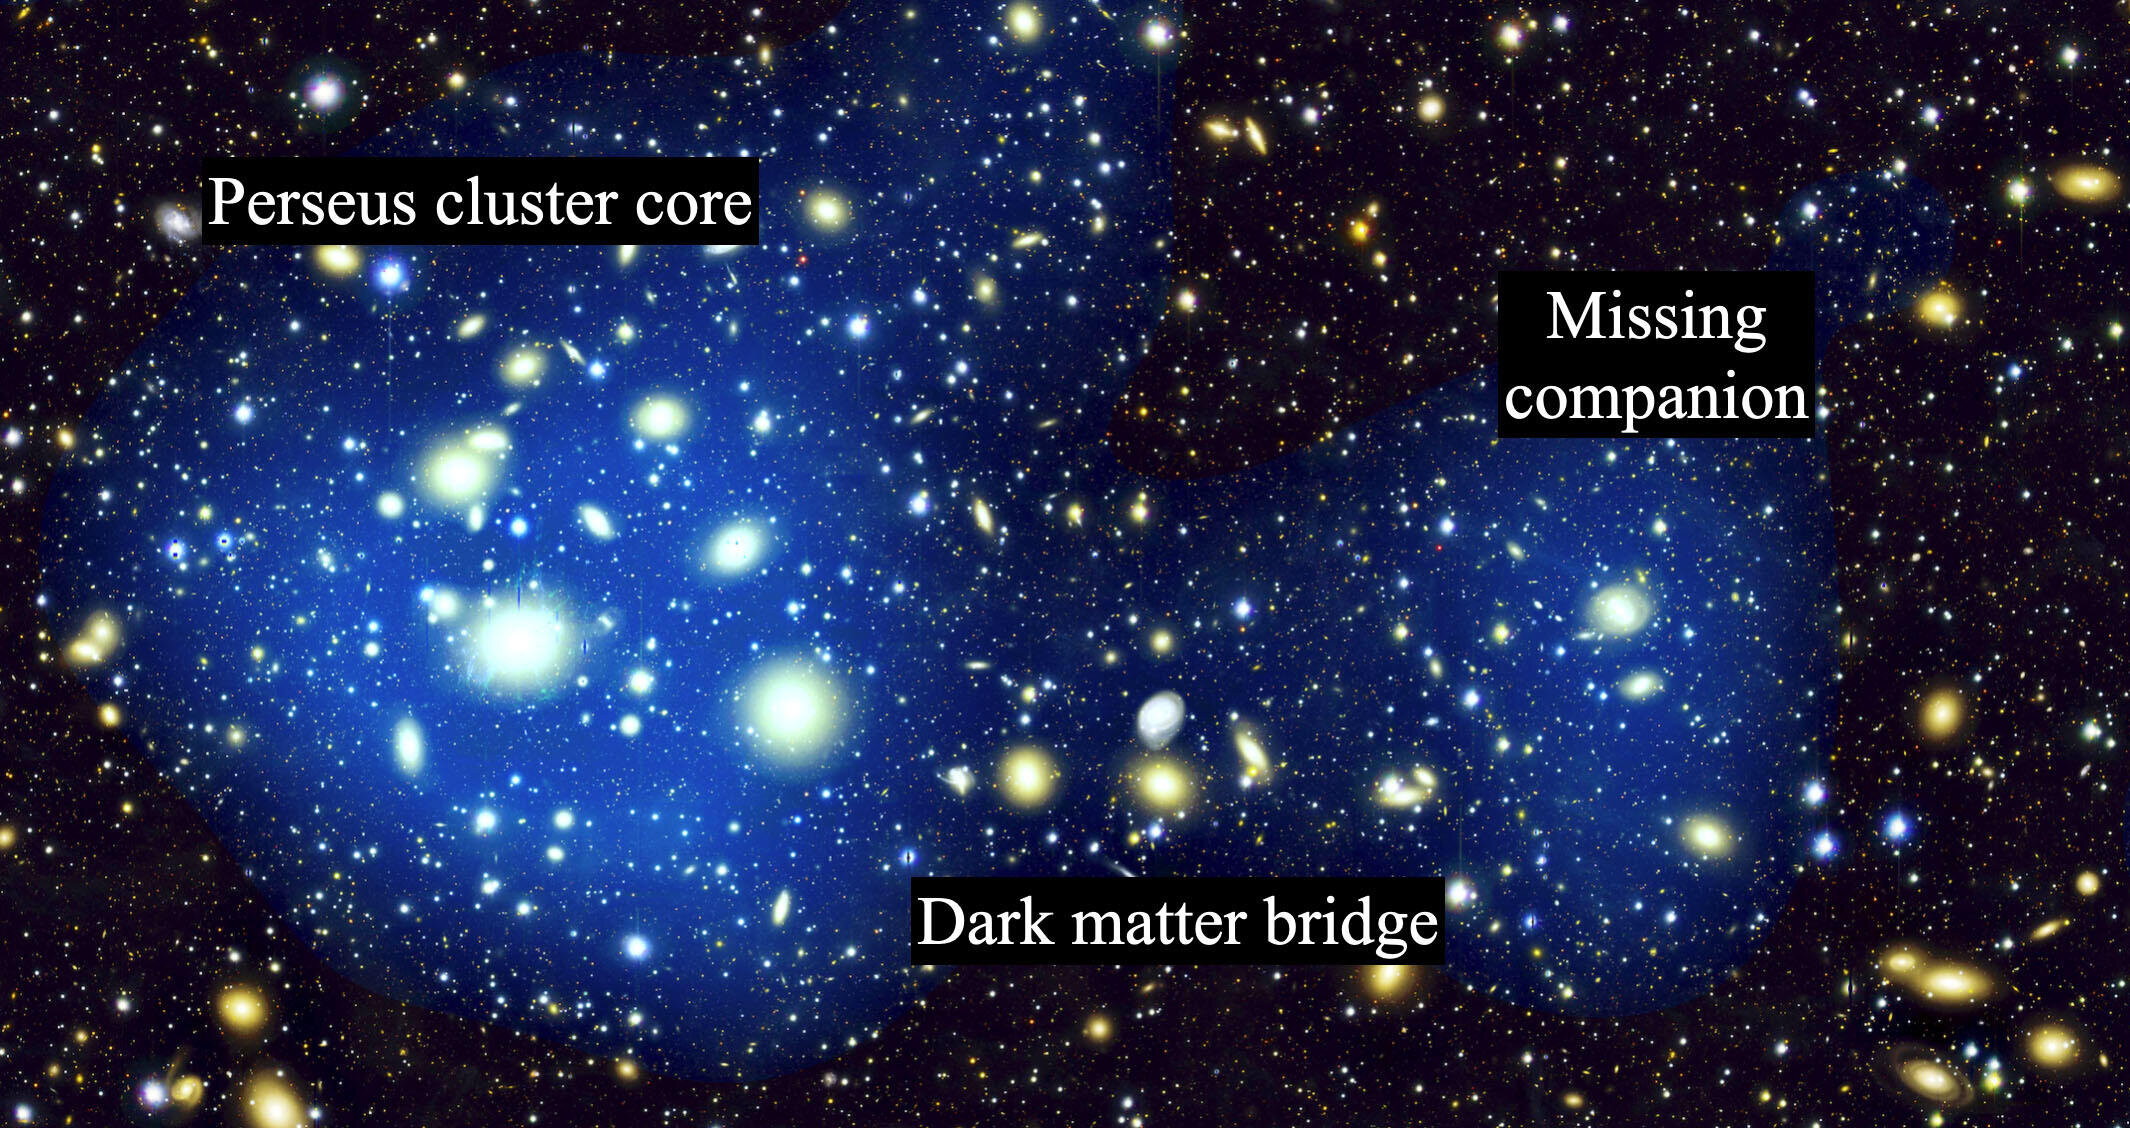 Perseus cluster core
Missing
companion
Dark matter bridge